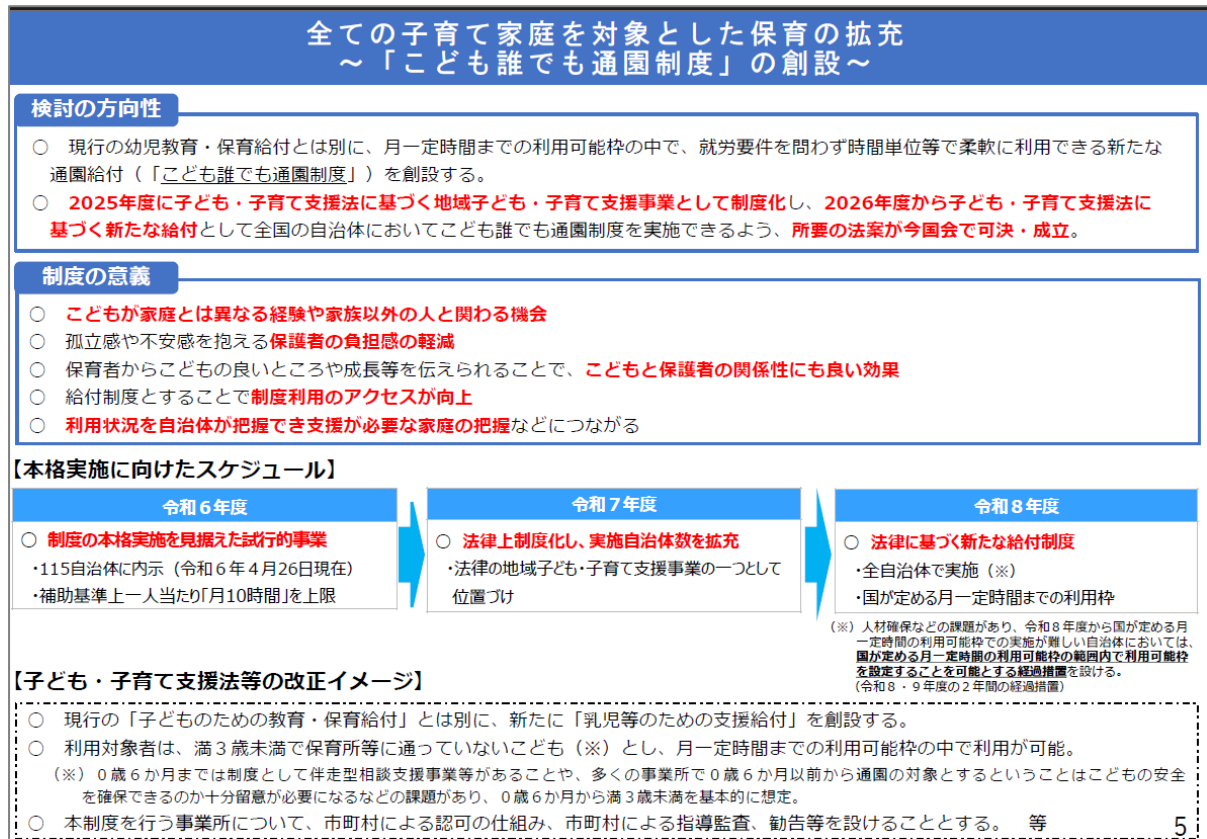 全ての子育て家庭を対象とした保育の拡充
~「こども誰でも通園制度」の創設~
検討の方向性
○ 現行の幼児教育・保育給付とは別に、月一定時間までの利用可能枠の中で、就労要件を問わず時間単位等で柔軟に利用できる新たな
通園給付(「こども誰でも通園制度」)を創設する。
○ 2025年度に子ども・子育て支援法に基づく地域子ども・子育て支援事業として制度化し、2026年度から子ども・子育て支援法に
基づく新たな給付として全国の自治体においてこども誰でも通園制度を実施できるよう、所要の法案が今国会で可決・成立。
制度の意義
○ こどもが家庭とは異なる経験や家族以外の人と関わる機会
○ 孤立感や不安感を抱える保護者の負担感の軽減
○ 保育者からこどもの良いところや成長等を伝えられることで、こどもと保護者の関係性にも良い効果
○ 給付制度とすることで制度利用のアクセスが向上
○ 利用状況を自治体が把握でき支援が必要な家庭の把握などにつながる
【本格実施に向けたスケジュール】
令和6年度
○ 制度の本格実施を見据えた試行的事業
・115自治体に内示(令和6年4月26日現在)
・補助基準上一人当たり「月10時間」を上限
令和7年度
○ 法律上制度化し、実施自治体数を拡充
・法律の地域子ども・子育て支援事業の一つとして
位置づけ
令和8年度
○ 法律に基づく新たな給付制度
・全自治体で実施(※)
・国が定める月一定時間までの利用枠
(※)人材確保などの課題があり、令和8年度から国が定める月
一定時間の利用可能枠での実施が難しい自治体においては、
国が定める月一定時間の利用可能枠の範囲内で利用可能枠
を設定することを可能とする経過措置を設ける。
(令和8・9年度の2年間の経過措置)
【子ども・子育て支援法等の改正イメージ】
○ 現行の「子どものための教育・保育給付」とは別に、新たに「乳児等のための支援給付」を創設する。
○ 利用対象者は、満3歳未満で保育所等に通っていないこども(※)とし、月一定時間までの利用可能枠の中で利用が可能。
(※)0歳6か月までは制度として伴走型相談支援事業等があることや、多くの事業所で0歳6か月以前から通園の対象とするということはこどもの安全
を確保できるのか十分留意が必要になるなどの課題があり、0歳6か月から満3歳未満を基本的に想定。
○ 本制度を行う事業所について、市町村による認可の仕組み、市町村による指導監査、勧告等を設けることとする。 等
5